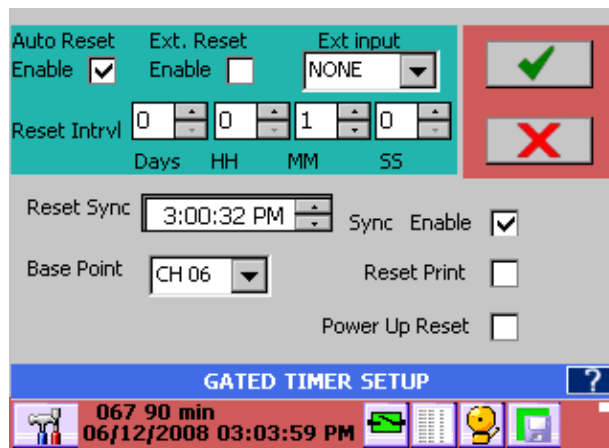 Auto Reset Ext. Reset Ext input
Enable Enable NONE
Reset Intrvl 0 0 1 0
Days HH MM SS
Reset Sync 3:00:32 PM Sync Enable
Base Point CH 06 Reset Print
Power Up Reset
GATED TIMER SETUP ?
067 90 min
06/12/2008 03:03:59 PM